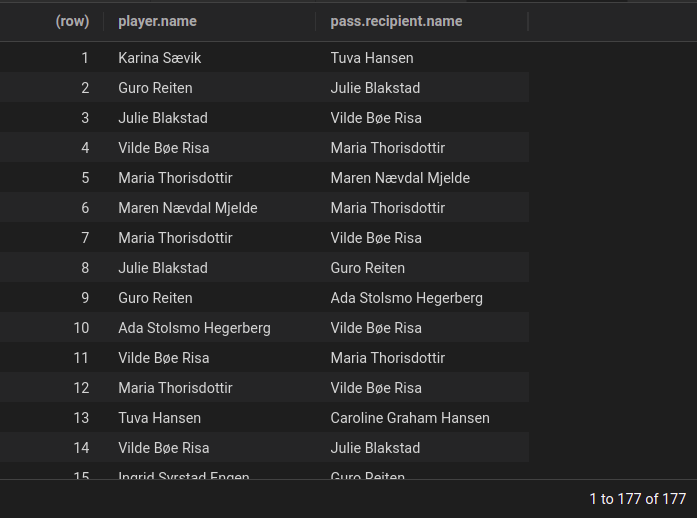 (row) player.name pass.recipient.name
1 Karina Sævik Tuva Hansen
2 Guro Reiten Julie Blakstad
3 Julie Blakstad Vilde Bøe Risa
4 Vilde Bøe Risa Maria Thorisdottir
5 Maria Thorisdottir Maren Nævdal Mjelde
6 Maren Nævdal Mjelde Maria Thorisdottir
7 Maria Thorisdottir Vilde Bøe Risa
8 Julie Blakstad Guro Reiten
9 Guro Reiten Ada Stolsmo Hegerberg
10 Ada Stolsmo Hegerberg Vilde Bøe Risa
11 Vilde Bøe Risa Maria Thorisdottir
12 Maria Thorisdottir Vilde Bøe Risa
13 Tuva Hansen Caroline Graham Hansen
14 Vilde Bøe Risa Julie Blakstad
15 Ingrid Syrstad Engen Guro Reiten
1 to 177 of 177